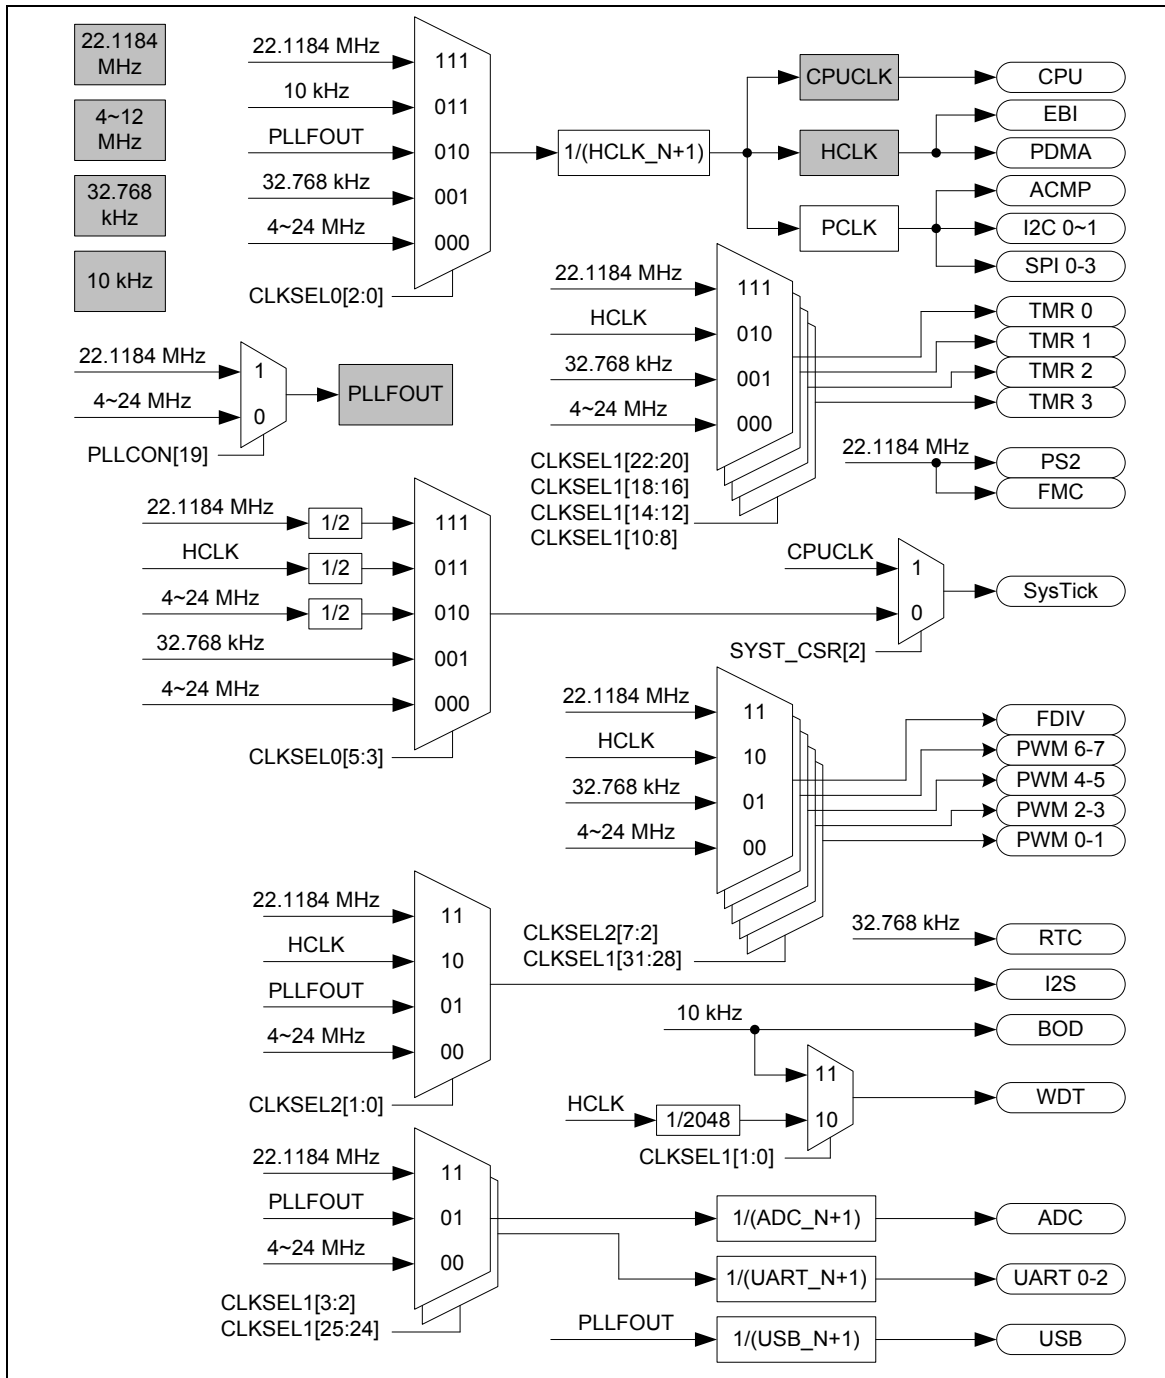 22.1184
MHz
4~12
MHz
32.768
kHz
10 kHz
22.1184 MHz
10 kHz
PLLFOUT
32.768 kHz
4~24 MHz
111
011
010
001
000
CLKSEL0[2:0]
1/(HCLK_N+1)
CPUCLK
HCLK
PCLK
CPU
EBI
PDMA
ACMP
I2C 0~1
SPI 0-3
22.1184 MHz
4~24 MHz
1
0
PLLCON[19]
PLLFOUT
22.1184 MHz
HCLK
32.768 kHz
4~24 MHz
111
010
001
000
CLKSEL1[22:20]
CLKSEL1[18:16]
CLKSEL1[14:12]
CLKSEL1[10:8]
TMR 0
TMR 1
TMR 2
TMR 3
22.1184 MHz
PS2
FMC
22.1184 MHz
HCLK
4~24 MHz
32.768 kHz
4~24 MHz
1/2
1/2
1/2
111
011
010
001
000
CLKSEL0[5:3]
CPUCLK
1
0
SYST_CSR[2]
SysTick
22.1184 MHz
HCLK
32.768 kHz
4~24 MHz
11
10
01
00
CLKSEL2[7:2]
CLKSEL1[31:28]
FDIV
PWM 6-7
PWM 4-5
PWM 2-3
PWM 0-1
22.1184 MHz
HCLK
PLLFOUT
4~24 MHz
11
10
01
00
CLKSEL2[1:0]
32.768 kHz
RTC
I2S
10 kHz
BOD
HCLK
1/2048
11
10
CLKSEL1[1:0]
WDT
22.1184 MHz
PLLFOUT
4~24 MHz
11
01
00
CLKSEL1[3:2]
CLKSEL1[25:24]
1/(ADC_N+1)
ADC
1/(UART_N+1)
UART 0-2
PLLFOUT
1/(USB_N+1)
USB